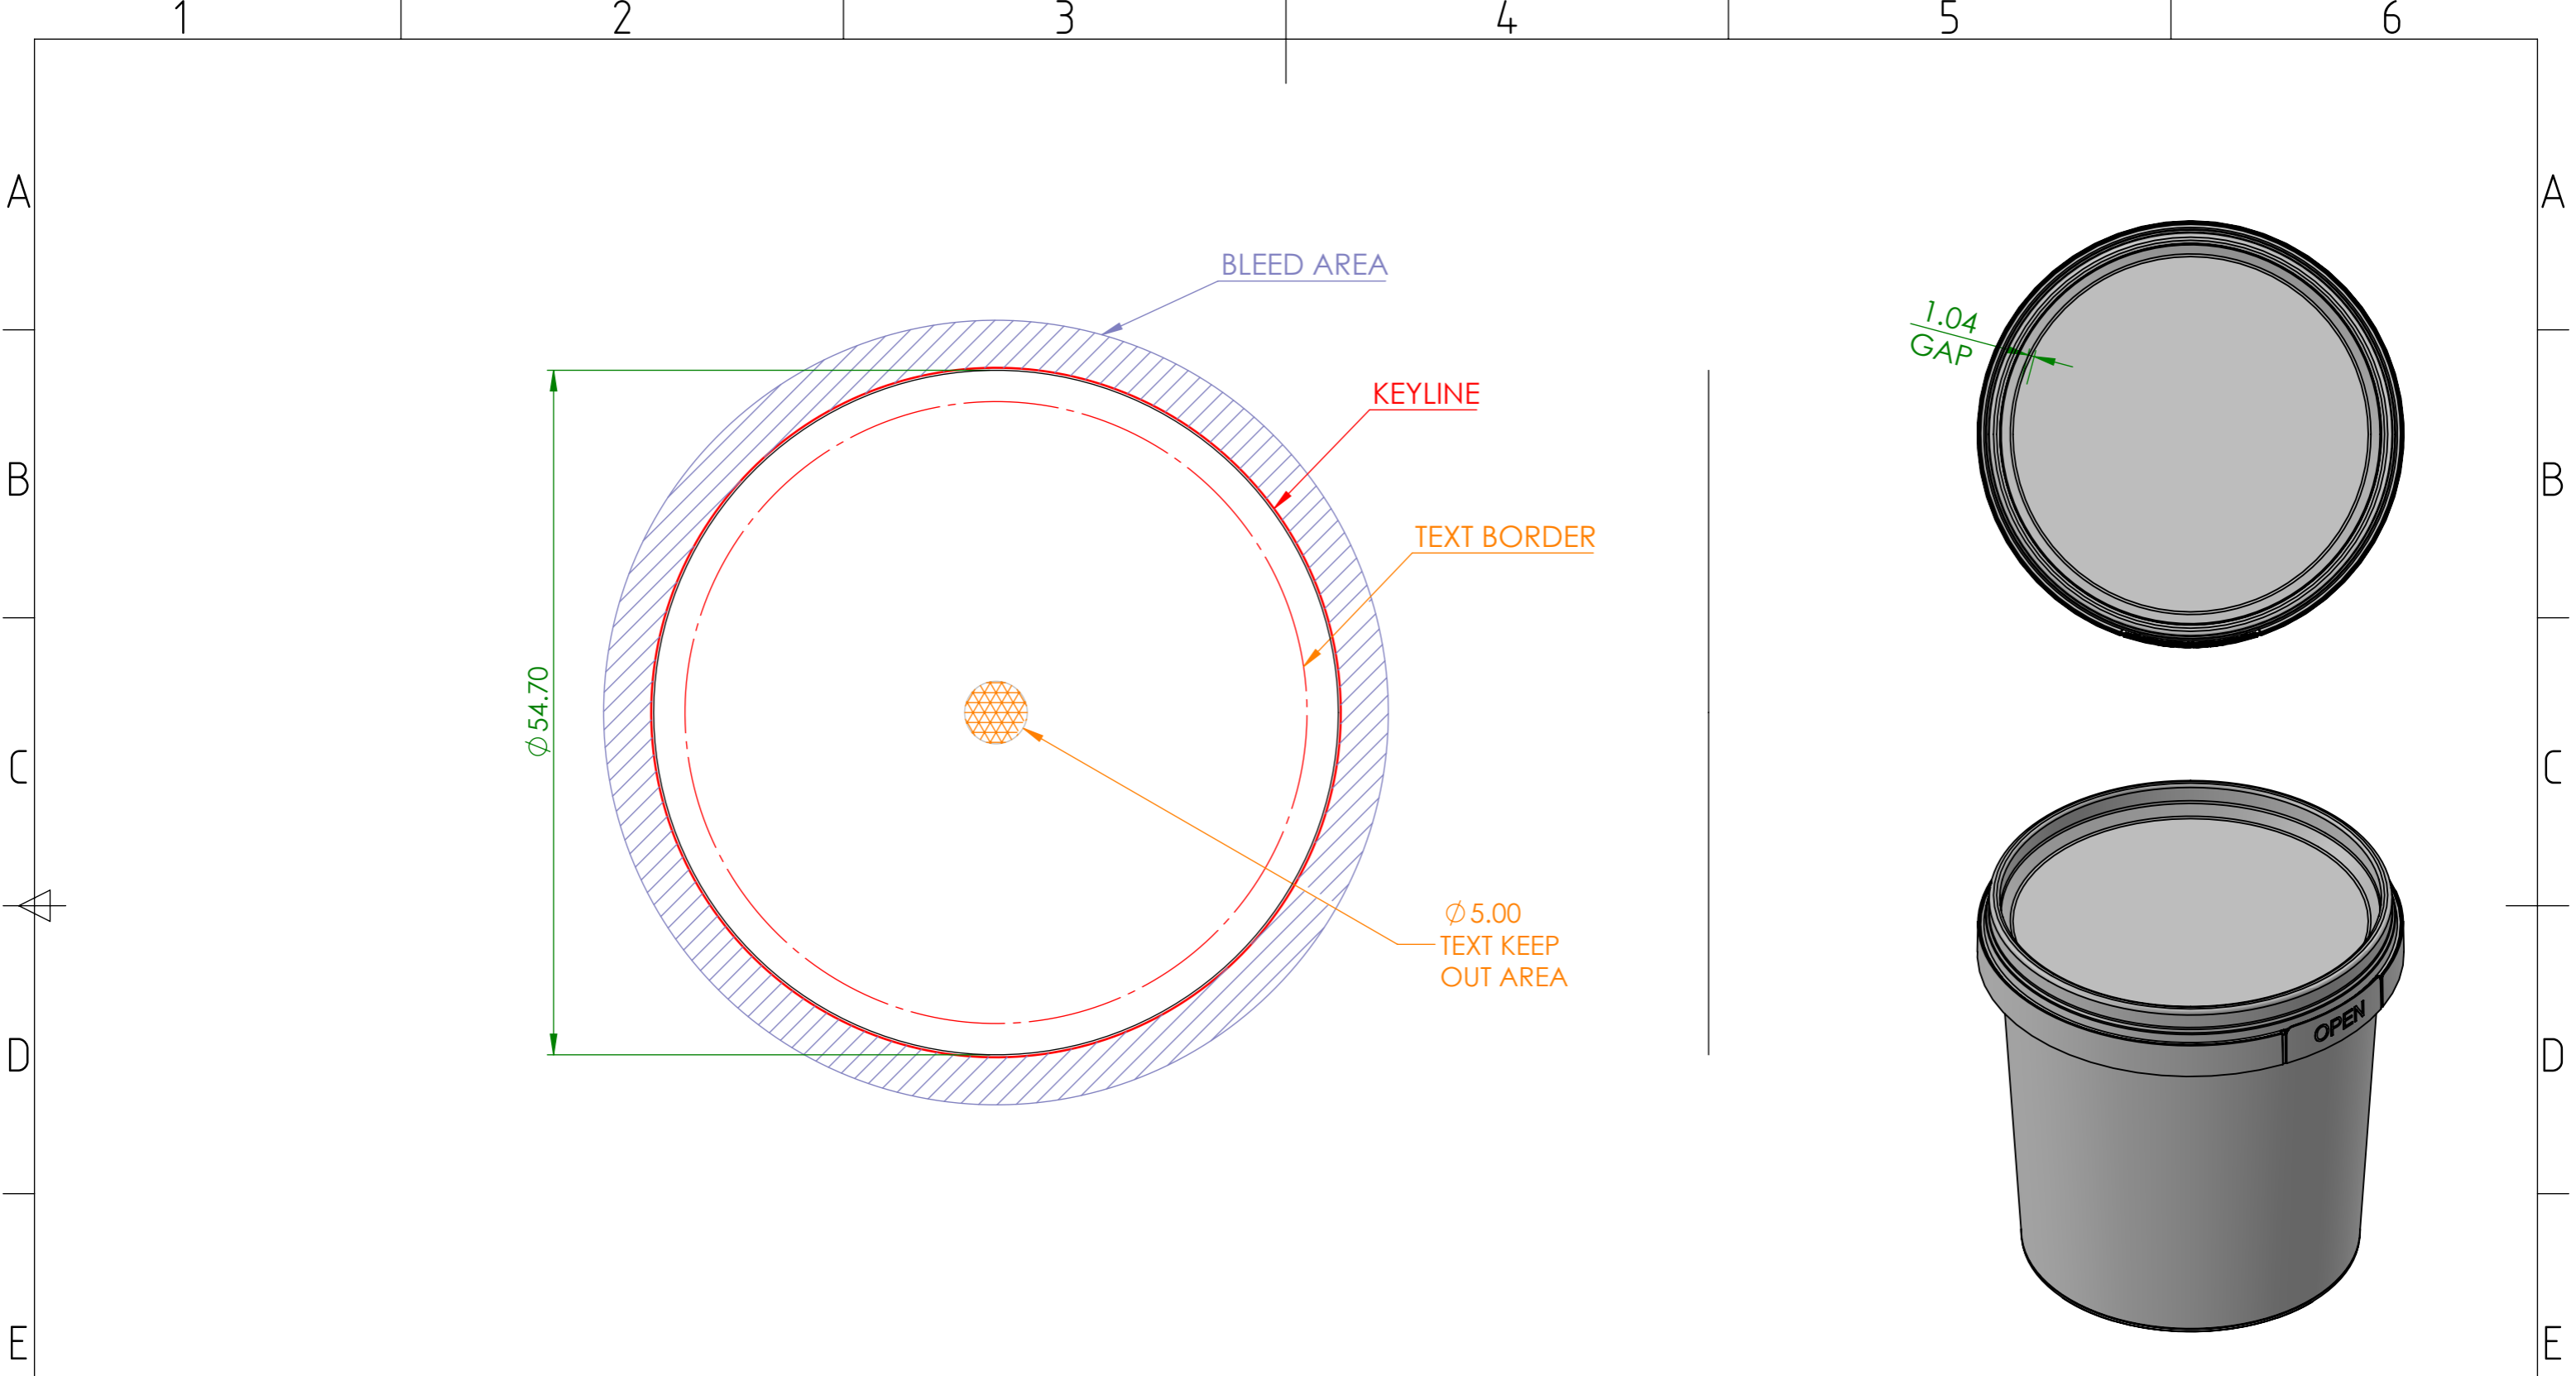 1 2 3 4 5 6
A A
BLEED AREA
1.04
GAP
KEYLINE
B B
TEXT BORDER
Ø54.70
C C
Ø5.00
TEXT KEEP
OUT AREA
OPEN
D D
E E